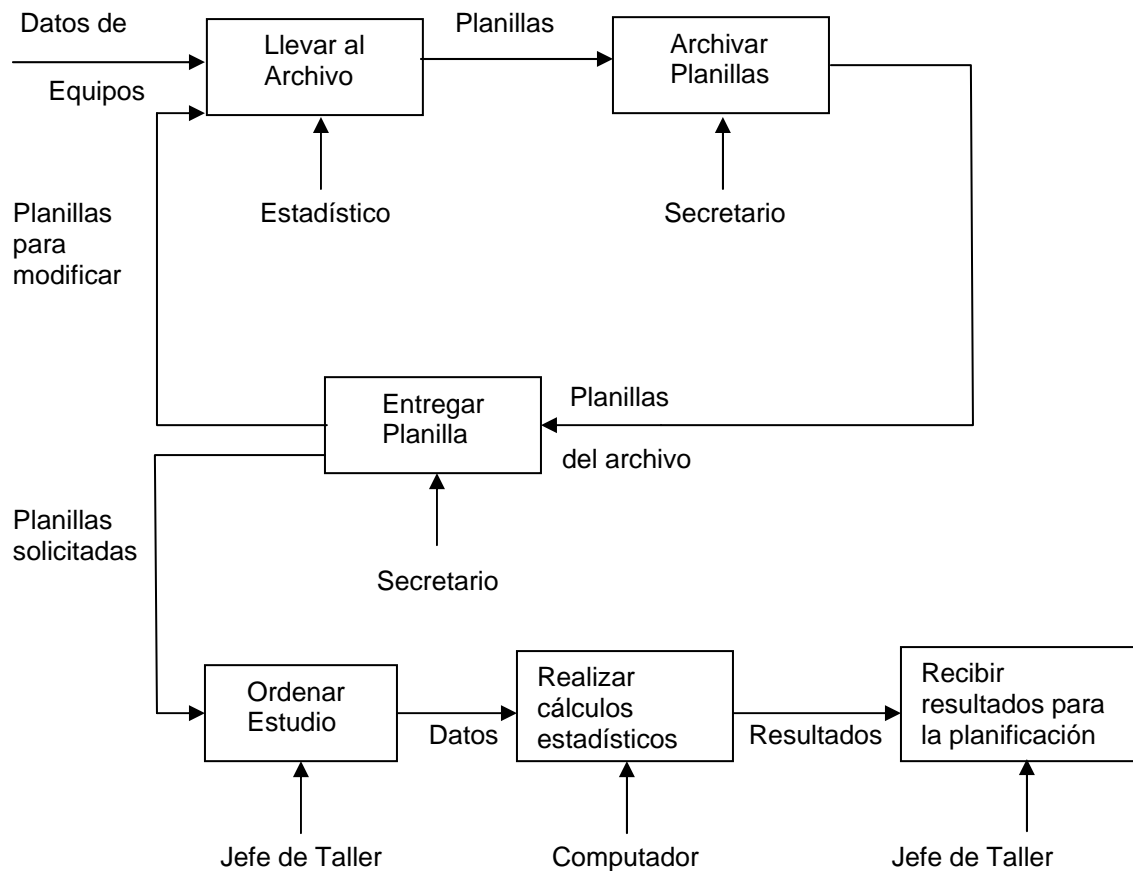 Datos de
Equipos
Llevar al
Archivo
Planillas
Archivar
Planillas
Estadístico
Secretario
Planillas
para
modificar
Entregar
Planilla
Planillas
del archivo
Secretario
Planillas
solicitadas
Ordenar
Estudio
Datos
Realizar
cálculos
estadísticos
Resultados
Recibir
resultados para
la planificación
Jefe de Taller
Computador
Jefe de Taller